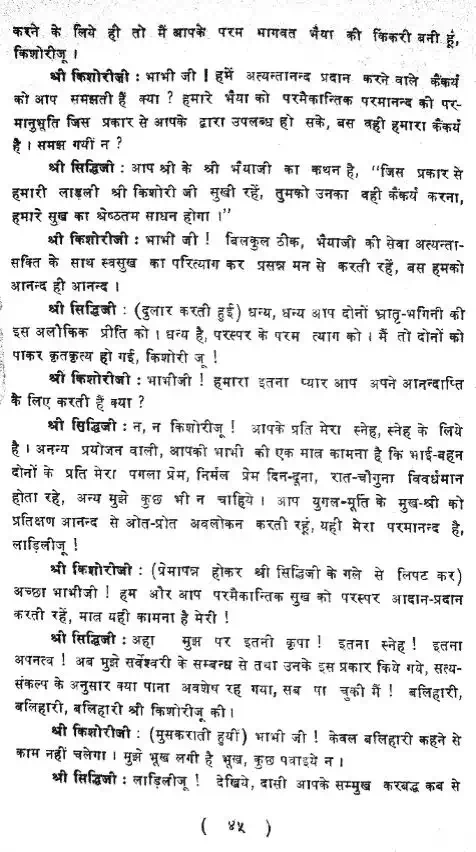 करने के लिये ही तो मैं आपके परम भागवत भैया की किंकरी बनी हूं,
किशोरीजू ।
श्री किशोरीजी : भाभी जी ! हमें अत्यन्तानन्द प्रदान करने वाले कैंकर्य
को आप समझती हैं क्या ? हमारे भैया को परमैकान्तिक परमानन्द की पर-
मानुभूति जिस प्रकार से आपके द्वारा उपलब्ध हो सके, बस वही हमारा कैंकर्य
है । समझ गयीं न ?
श्री सिद्धिजी : आप श्री के श्री भैयाजी का कथन है, “जिस प्रकार से
हमारी लाड़ली श्री किशोरी जी सुखी रहें, तुमको उनका वही कैंकर्य करना,
हमारे सुख का श्रेष्ठतम साधन होगा ।”
श्री किशोरीजी : भाभी जी ! बिलकुल ठीक, भैयाजी की सेवा अत्यन्ता-
सक्ति के साथ स्वसुख का परित्याग कर प्रसन्न मन से करती रहें, बस हमको
आनन्द ही आनन्द ।
श्री सिद्धिजी : (दुलार करती हुई) धन्य, धन्य आप दोनों भ्रातृ-भगिनी की
इस अलौकिक प्रीति को । धन्य है, परस्पर के परम त्याग को । मैं तो दोनों को
पाकर कृतकृत्य हो गई, किशोरी जू !
श्री किशोरीजी : भाभीजी ! हमारा इतना प्यार आप अपने आनन्दाप्ति
के लिए करती हैं क्या ?
श्री सिद्धिजी : न, न किशोरीजू ! आपके प्रति मेरा स्नेह, स्नेह के लिये
है । अनन्य प्रयोजन वाली, आपकी भाभी की एक मात्र कामना है कि भाई-बहन
दोनों के प्रति मेरा पगला प्रेम, निर्मल प्रेम दिन-दूना, रात-चौगुना विवर्धमान
होता रहे, अन्य मुझे कुछ भी न चाहिये । आप युगल-मूर्ति के मुख-श्री को
प्रतिक्षण आनन्द से ओत-प्रोत अवलोकन करती रहूं, यही मेरा परमानन्द है,
लाड़िलीजू !
श्री किशोरीजी : (प्रेमापन्न होकर श्री सिद्धिजी के गले से लिपट कर)
अच्छा भाभीजी ! हम और आप परमैकान्तिक सुख को परस्पर आदान-प्रदान
करती रहें, मात्र यही कामना है मेरी !
श्री सिद्धिजी : अहा मुझ पर इतनी कृपा ! इतना स्नेह ! इतना
अपनत्व ! अब मुझे सर्वेश्वरी के सम्बन्ध से तथा उनके इस प्रकार किये गये, सत्य-
संकल्प के अनुसार क्या पाना अवशेष रह गया, सब पा चुकी मैं ! बलिहारी,
बलिहारी, बलिहारी श्री किशोरीजू की ।
श्री किशोरीजी : (मुसकराती हुयीं) भाभी जी ! केवल बलिहारी कहने से
काम नहीं चलेगा । मुझे भूख लगी है भूख, कुछ पवाइये न ।
श्री सिद्धिजी : लाड़िलीजू ! देखिये, दासी आपके सम्मुख करबद्ध कब से
( ४५ )